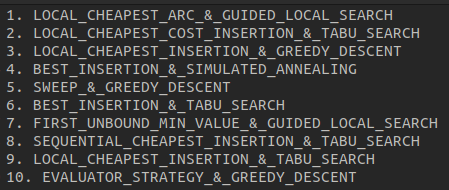 1. LOCAL_CHEAPEST_ARC_&_GUIDED_LOCAL_SEARCH
2. LOCAL_CHEAPEST_COST_INSERTION_&_TABU_SEARCH
3. LOCAL_CHEAPEST_INSERTION_&_GREEDY_DESCENT
4. BEST_INSERTION_&_SIMULATED_ANNEALING
5. SWEEP_&_GREEDY_DESCENT
6. BEST_INSERTION_&_TABU_SEARCH
7. FIRST_UNBOUND_MIN_VALUE_&_GUIDED_LOCAL_SEARCH
8. SEQUENTIAL_CHEAPEST_INSERTION_&_TABU_SEARCH
9. LOCAL_CHEAPEST_INSERTION_&_TABU_SEARCH
10. EVALUATOR_STRATEGY_&_GREEDY_DESCENT